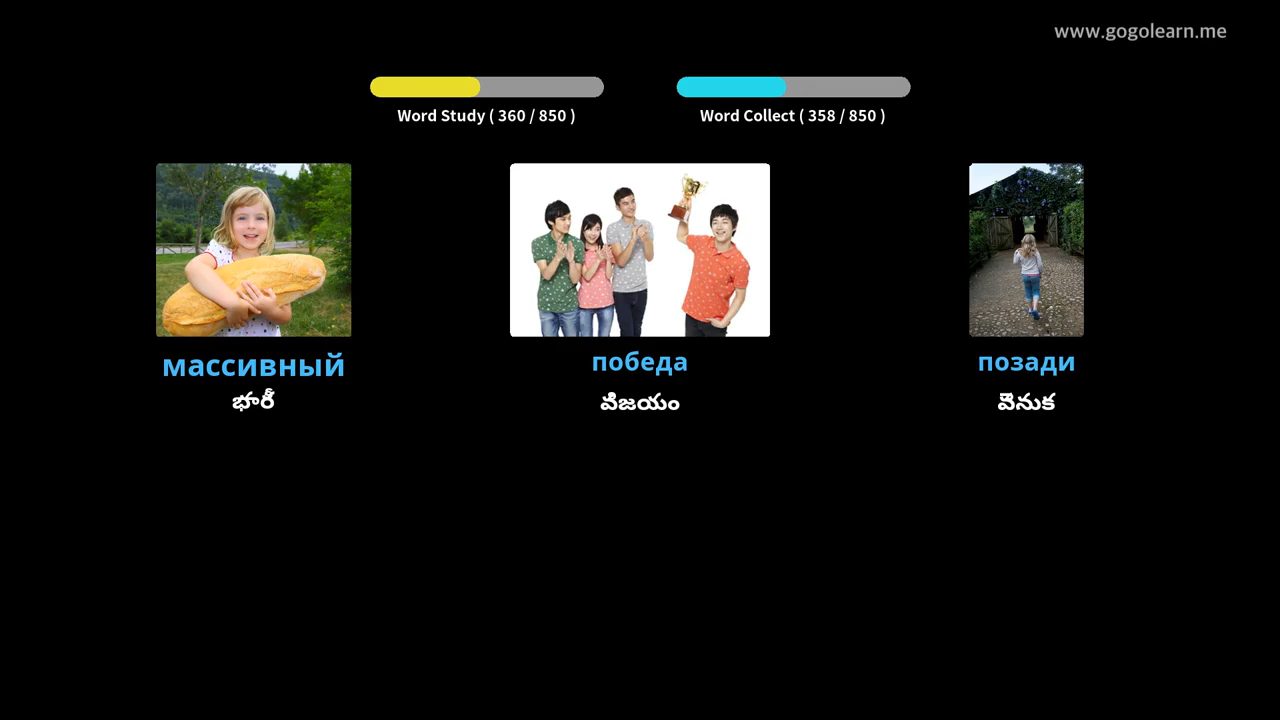 www.gogolearn.me
Word Study ( 360 / 850 )
Word Collect ( 358 / 850 )
массивный
భారీ
победа
విజయం
позади
వెనుక